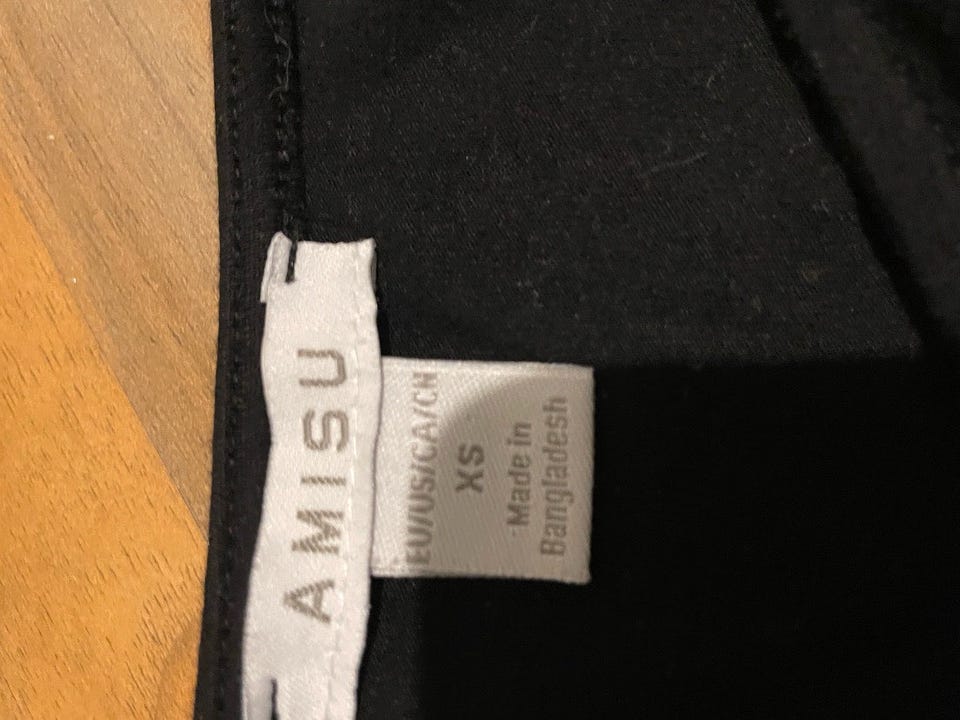 AMISU
EU/US/CA/CN
XS
Made in
Bangladesh